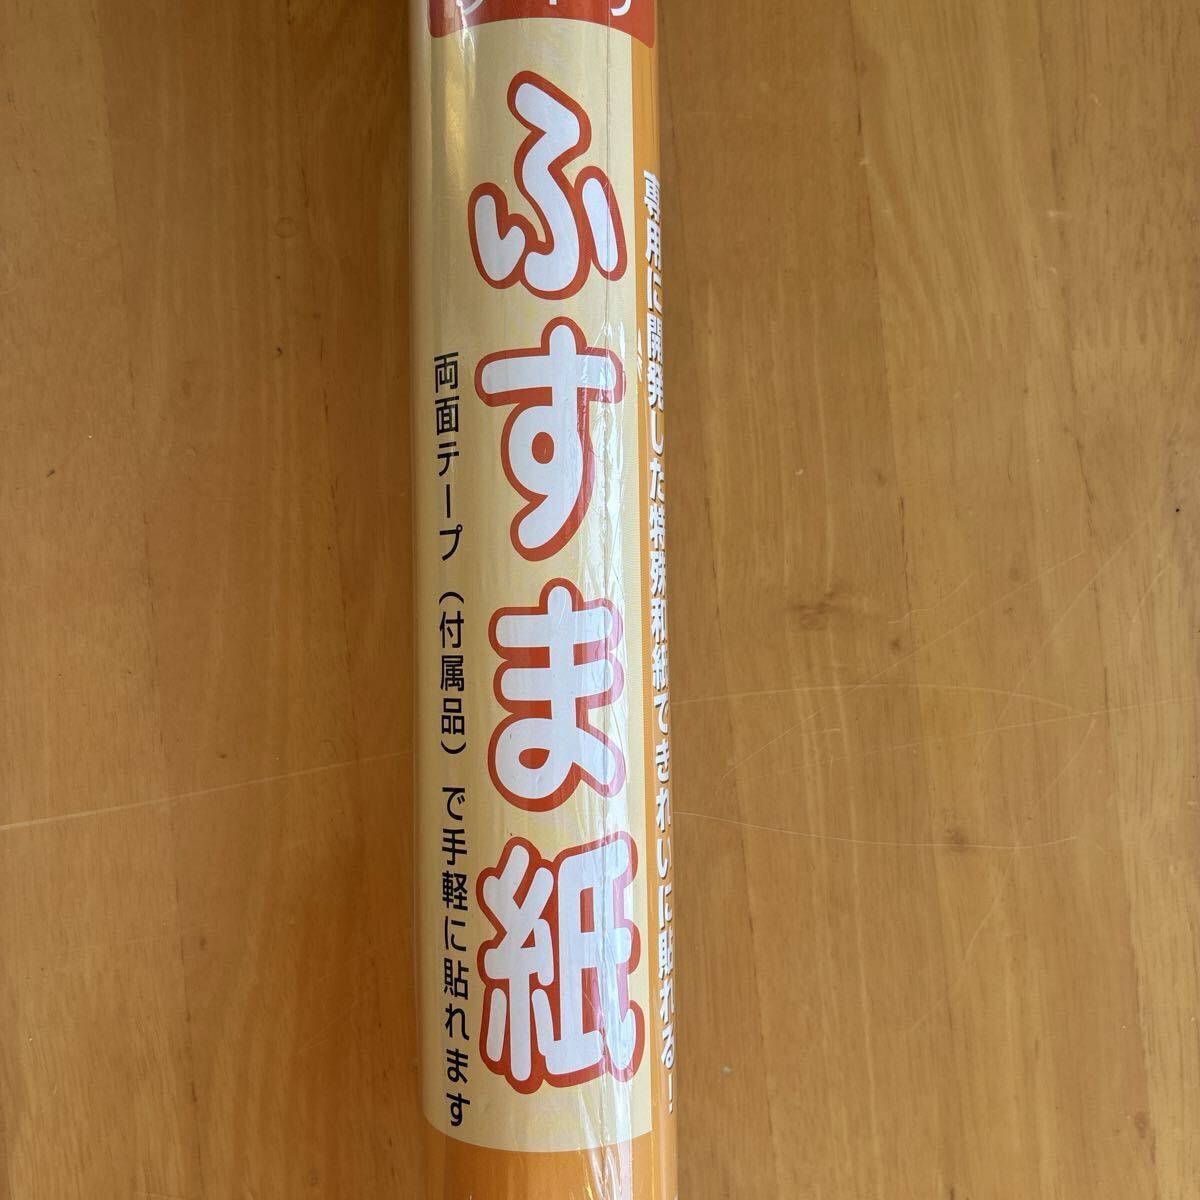 専用に開発した特殊和紙できれいに貼れる！
ふすま紙
両面テープ（付属品）で手軽に貼れます